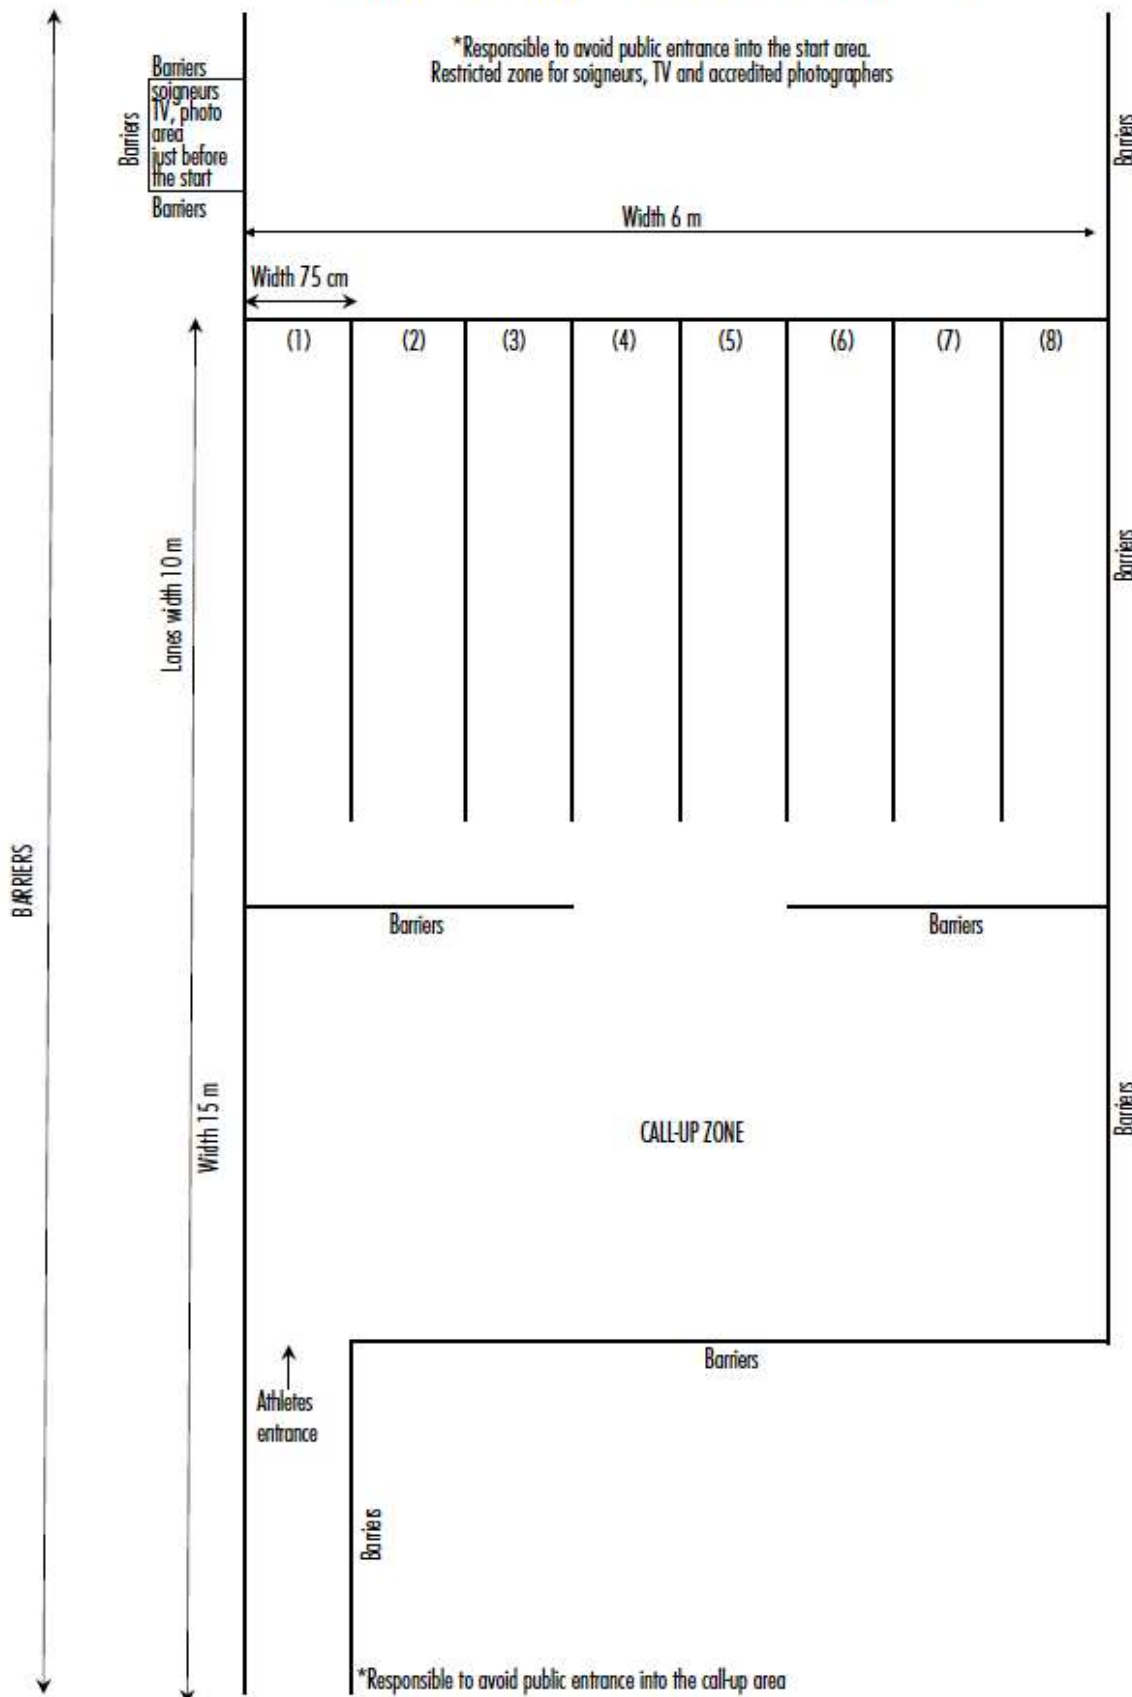 *Responsible to avoid public entrance into the start area.
Restricted zone for soigneurs, TV and accredited photographers
Barriers
soigneurs
TV, photo
area
just before
the start
Barriers
Barriers
Barriers
Width 6 m
Width 75 cm
(1) (2) (3) (4) (5) (6) (7) (8)
Lanes width 10 m
Barriers
BARRIERS
Barriers Barriers
Width 15 m
CALL-UP ZONE
Barriers
Barriers
Athletes
entrance
Barriers
*Responsible to avoid public entrance into the call-up area